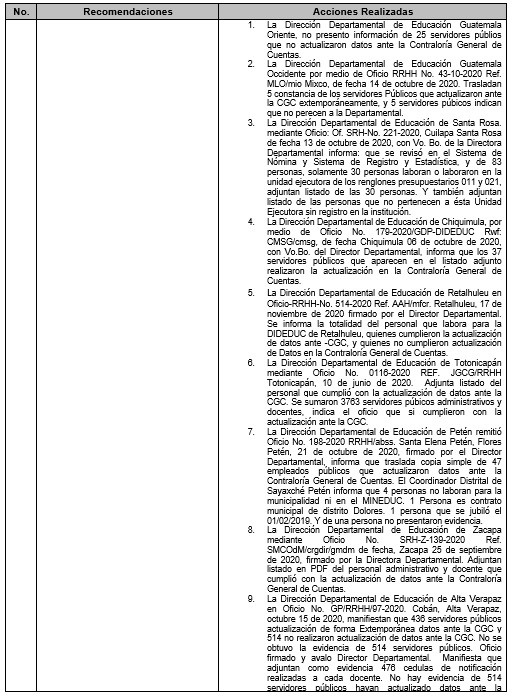 No. Recomendaciones Acciones Realizadas
1. La Dirección Departamental de Educación Guatemala
Oriente, no presento información de 25 servidores públicos
que no actualizaron datos ante la Contraloría General de
Cuentas.
2. La Dirección Departamental de Educación Guatemala
Occidente por medio de Oficio RRHH No. 43-10-2020 Ref.
MLO/mio Mixco, de fecha 14 de octubre de 2020. Trasladan
5 constancia de los servidores Públicos que actualizaron ante
la CGC extemporáneamente, y 5 servidores púbicos indican
que no perecen a la Departamental.
3. La Dirección Departamental de Educación de Santa Rosa.
mediante Oficio: Of. SRH-No. 221-2020, Cuilapa Santa Rosa
de fecha 13 de octubre de 2020, con Vo. Bo. de la Directora
Departamental informa: que se revisó en el Sistema de
Nómina y Sistema de Registro y Estadística, y de 83
personas, solamente 30 personas laboran o laboraron en la
unidad ejecutora de los renglones presupuestarios 011 y 021,
adjuntan listado de las 30 personas. Y también adjuntan
listado de las personas que no pertenecen a ésta Unidad
Ejecutora sin registro en la institución.
4. La Dirección Departamental de Educación de Chiquimula, por
medio de Oficio No. 179-2020/GDP-DIDEDUC Rwf:
CMSG/cmsg, de fecha Chiquimula 06 de octubre de 2020,
con Vo.Bo. del Director Departamental, informa que los 37
servidores públicos que aparecen en el listado adjunto
realizaron la actualización en la Contraloría General de
Cuentas.
5. La Dirección Departamental de Educación de Retalhuleu en
Oficio-RRHH-No. 514-2020 Ref. AAH/mfcr. Retalhuleu, 17 de
noviembre de 2020 firmado por el Director Departamental.
Se informa la totalidad del personal que labora para la
DIDEDUC de Retalhuleu, quienes cumplieron la actualización
de datos ante -CGC, y quienes no cumplieron actualización
de Datos en la Contraloría General de Cuentas.
6. La Dirección Departamental de Educación de Totonicapán
mediante Oficio No. 0116-2020 REF. JGCG/RRHH
Totonicapán, 10 de junio de 2020. Adjunta listado del
personal que cumplió con la actualización de datos ante la
CGC. Se sumaron 3763 servidores púbicos administrativos y
docentes, indica el oficio que si cumplieron con la
actualización ante la CGC.
7. La Dirección Departamental de Educación de Petén remitió
Oficio No. 198-2020 RRHH/abss. Santa Elena Petén, Flores
Petén, 21 de octubre de 2020, firmado por el Director
Departamental, informa que traslada copia simple de 47
empleados públicos que actualizaron datos ante la
Contraloría General de Cuentas. El Coordinador Distrital de
Sayaxché Petén informa que 4 personas no laboran para la
municipalidad ni en el MINEDUC. 1 Persona es contrato
municipal de distrito Dolores. 1 persona que se jubiló el
01/02/2019. Y de una persona no presentaron evidencia.
8. La Dirección Departamental de Educación de Zacapa
mediante Oficio No. SRH-Z-139-2020 Ref.
SMCOdM/crgdir/gmdm de fecha, Zacapa 25 de septiembre
de 2020, firmado por la Directora Departamental. Adjuntan
listado en PDF del personal administrativo y docente que
cumplió con la actualización de datos ante la Contraloría
General de Cuentas.
9. La Dirección Departamental de Educación de Alta Verapaz
en Oficio No. GP/RRHH/97-2020. Cobán, Alta Verapaz,
octubre 15 de 2020, manifiestan que 436 servidores públicos
actualización de forma Extemporánea datos ante la CGC y
514 no realizaron actualización de datos ante la CGC. No se
obtuvo la evidencia de 514 servidores públicos. Oficio
firmado y avalo Director Departamental. Manifiesta que
adjuntan como evidencia 476 cedulas de notificación
realizadas a cada docente. No hay evidencia de 514
servidores públicos hayan actualizado datos ante la